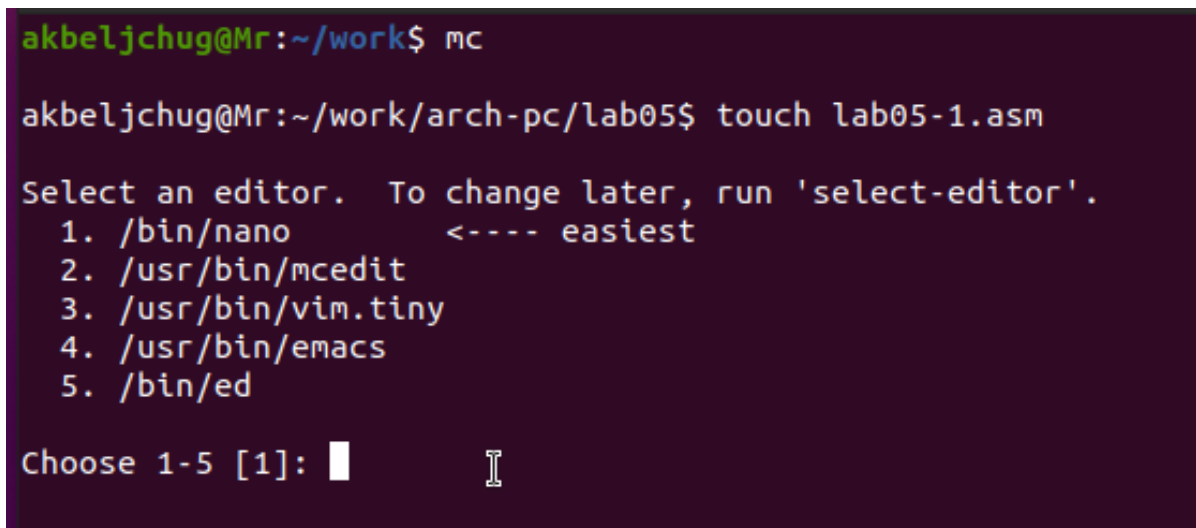 akbeljchug@Mr:~/work$ mc
akbeljchug@Mr:~/work/arch-pc/lab05$ touch lab05-1.asm
Select an editor.  To change later, run 'select-editor'.
  1. /bin/nano        <---- easiest
  2. /usr/bin/mcedit
  3. /usr/bin/vim.tiny
  4. /usr/bin/emacs
  5. /bin/ed
Choose 1-5 [1]: